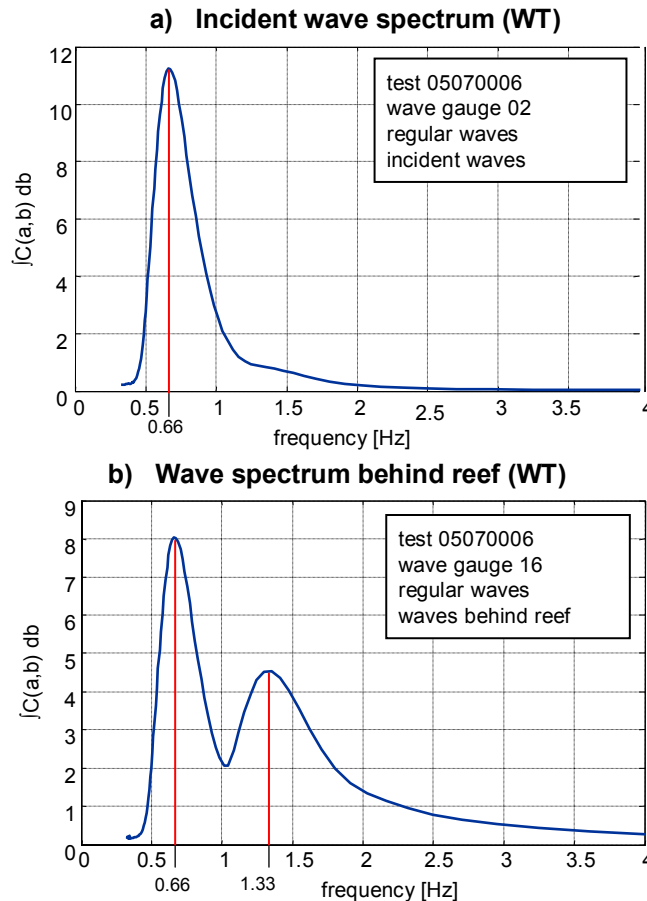 a) Incident wave spectrum (WT)
∫C(a,b) db
12
10
8
6
4
2
0
test 05070006
wave gauge 02
regular waves
incident waves
0 0.5 1 1.5 2 2.5 3 3.5 4
0.66
frequency [Hz]
b) Wave spectrum behind reef (WT)
∫C(a,b) db
9
8
7
6
5
4
3
2
1
0
test 05070006
wave gauge 16
regular waves
waves behind reef
0 0.5 1 1.5 2 2.5 3 3.5 4
0.66 1.33
frequency [Hz]